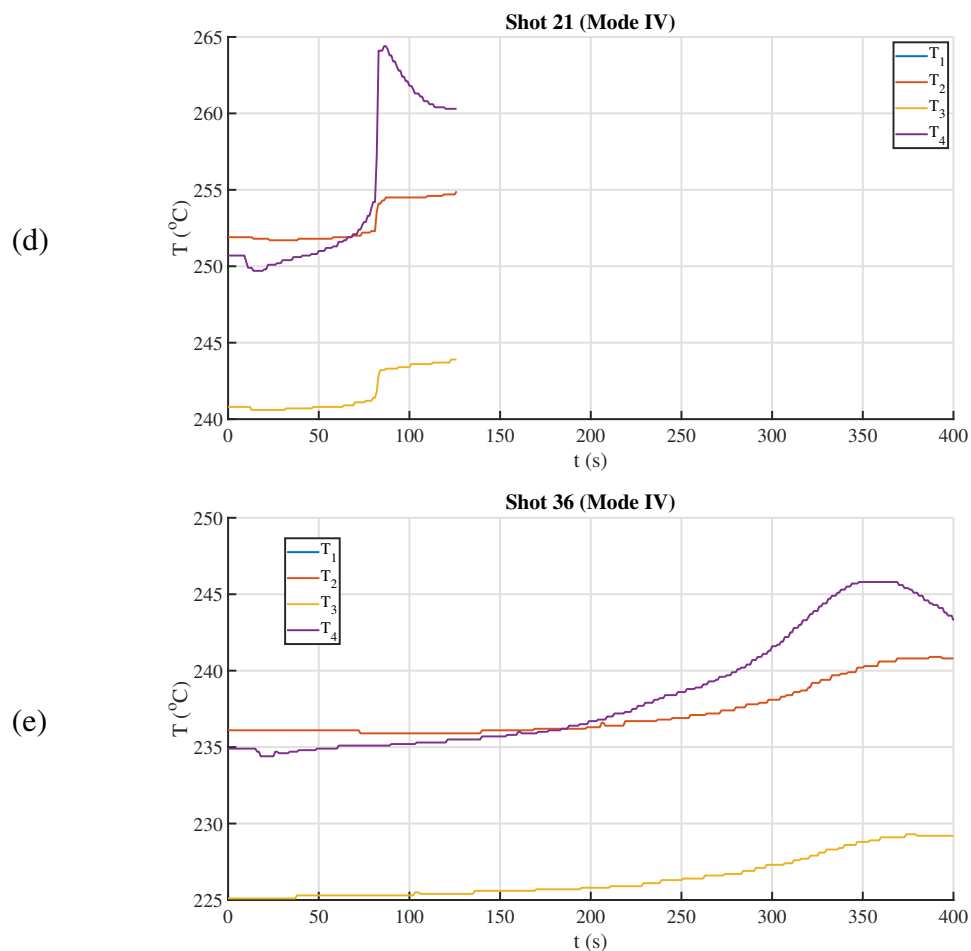 Shot 21 (Mode IV)
265
260
255
250
245
240
T (°C)
0 50 100 150 200 250 300 350 400
t (s)
T1
T2
T3
T4
(d)
Shot 36 (Mode IV)
250
245
240
235
230
225
T (°C)
0 50 100 150 200 250 300 350 400
t (s)
T1
T2
T3
T4
(e)